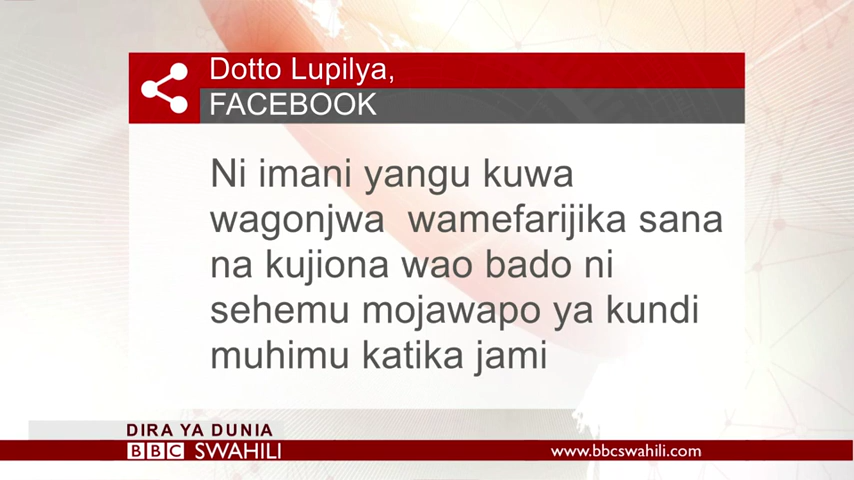 Dotto Lupilya,
FACEBOOK
Ni imani yangu kuwa
wagonjwa  wamefarijika sana
na kujiona wao bado ni
sehemu mojawapo ya kundi
muhimu katika jami
DIRA YA DUNIA
BBC SWAHILI
www.bbcswahili.com